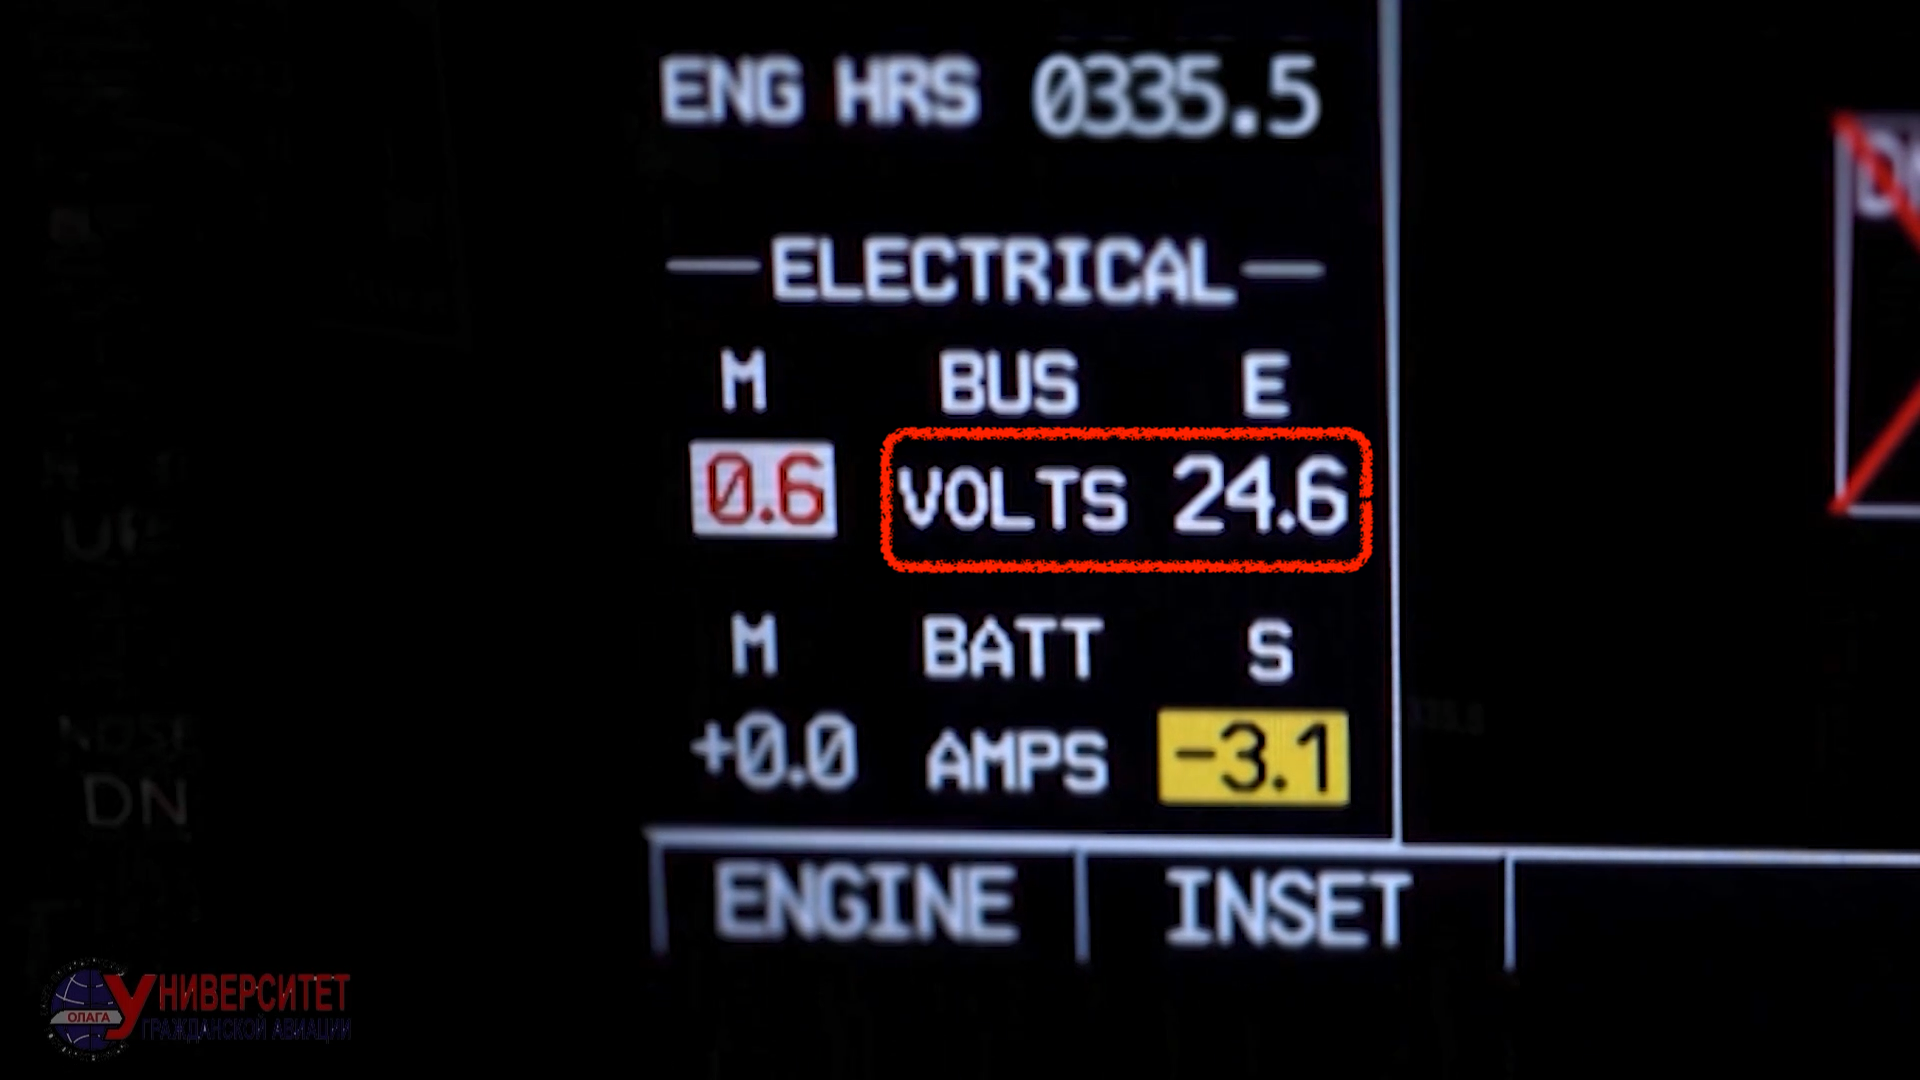 ENG HRS 0335.5
ELECTRICAL
M BUS E
0.6 VOLTS 24.6
M BATT S
+0.0 AMPS -3.1
ENGINE INSET
NOSE
DN
УНИВЕРСИТЕТ
ОЛАГА
ГРАЖДАНСКОЙ АВИАЦИИ